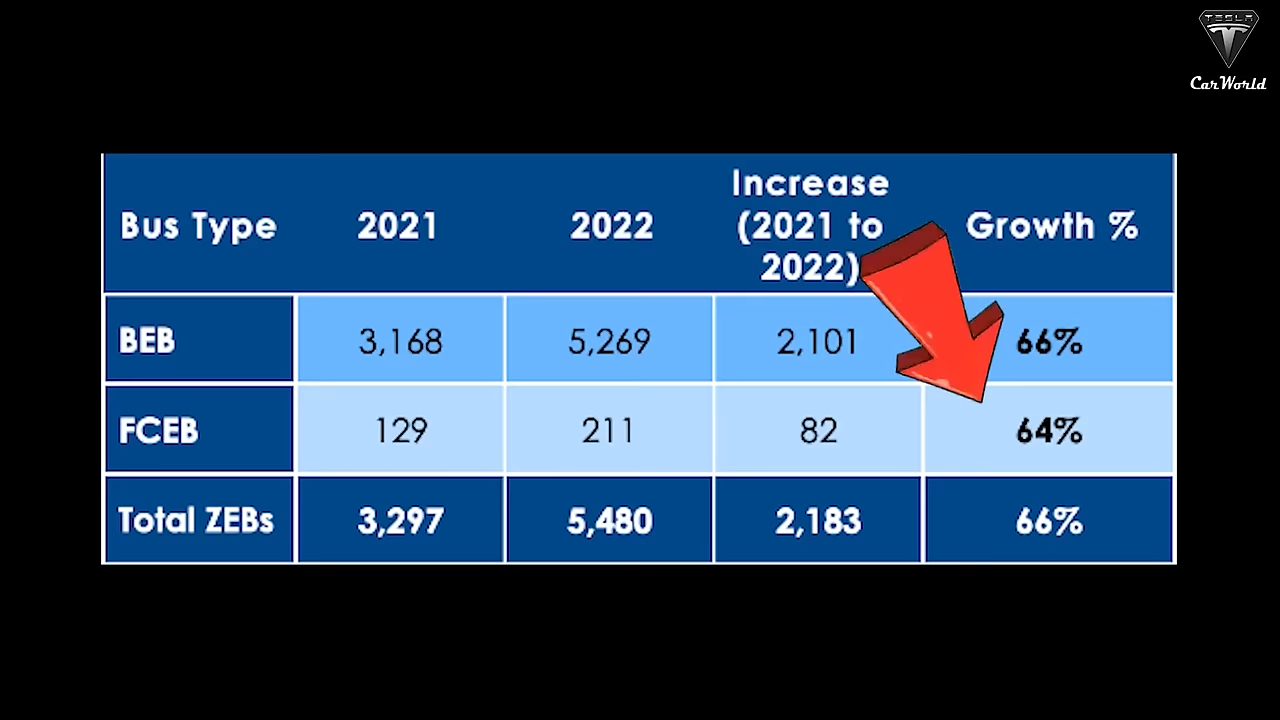 TESLA
CarWorld
Bus Type 2021 2022 Increase (2021 to 2022) Growth %
BEB 3,168 5,269 2,101 66%
FCEB 129 211 82 64%
Total ZEBs 3,297 5,480 2,183 66%